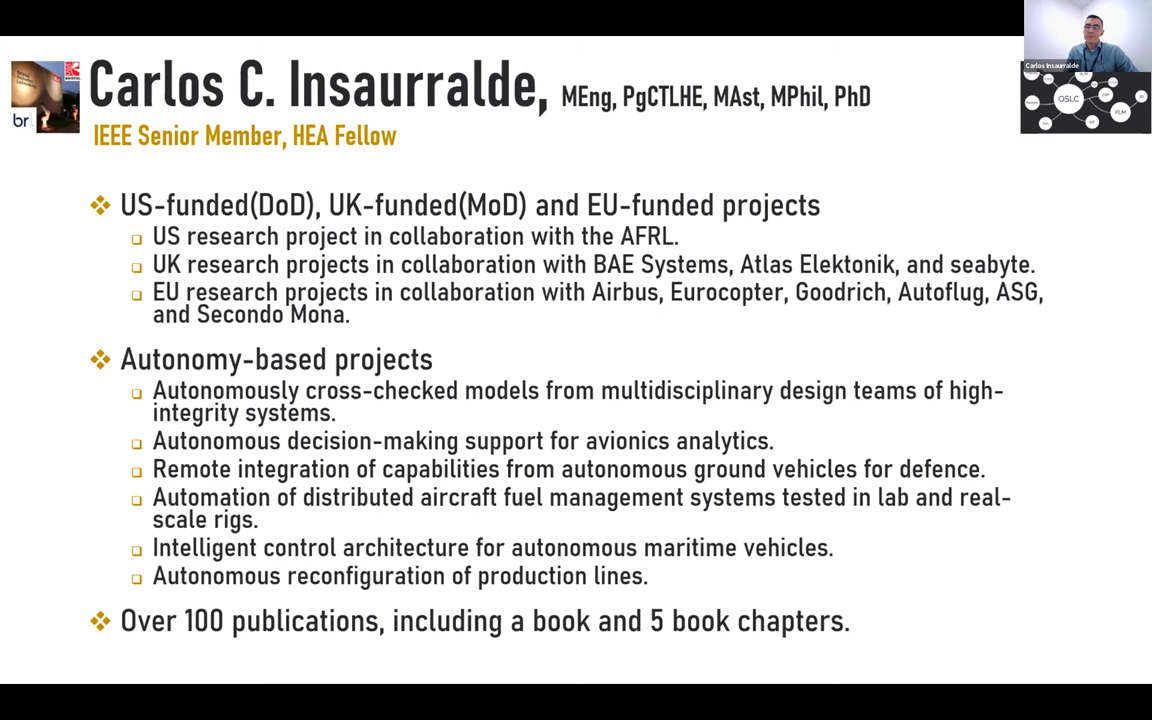 Carlos C. Insaurralde, MEng, PgCTLHE, MAst, MPhil, PhD
IEEE Senior Member, HEA Fellow
br
Carlos Insaurralde
OSLC
PLM
US-funded(DoD), UK-funded(MoD) and EU-funded projects
US research project in collaboration with the AFRL.
UK research projects in collaboration with BAE Systems, Atlas Elektonik, and seabyte.
EU research projects in collaboration with Airbus, Eurocopter, Goodrich, Autoflug, ASG,
and Secondo Mona.
Autonomy-based projects
Autonomously cross-checked models from multidisciplinary design teams of high-
integrity systems.
Autonomous decision-making support for avionics analytics.
Remote integration of capabilities from autonomous ground vehicles for defence.
Automation of distributed aircraft fuel management systems tested in lab and real-
scale rigs.
Intelligent control architecture for autonomous maritime vehicles.
Autonomous reconfiguration of production lines.
Over 100 publications, including a book and 5 book chapters.